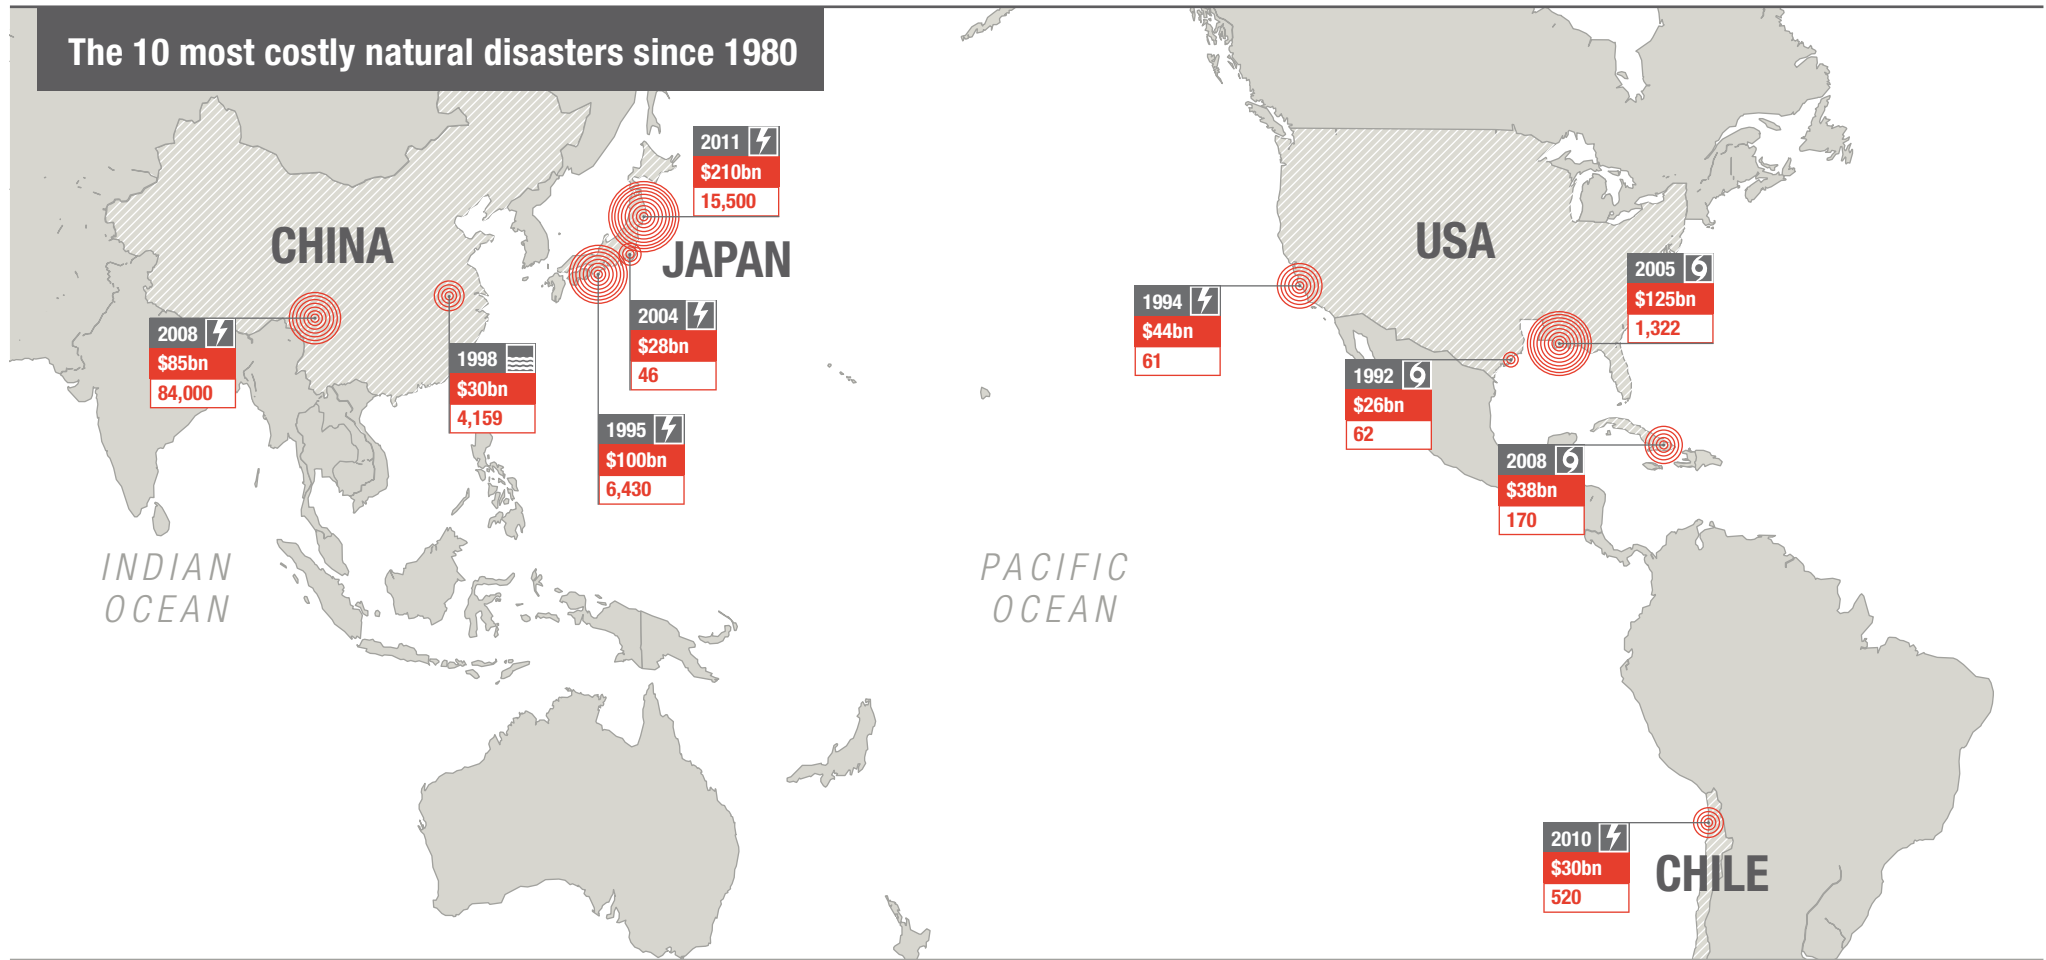 The 10 most costly natural disasters since 1980
2011
$210bn
15,500
CHINA
JAPAN
USA
2008
$85bn
84,000
1998
$30bn
4,159
2004
$28bn
46
1995
$100bn
6,430
1994
$44bn
61
2005
$125bn
1,322
1992
$26bn
62
2008
$38bn
170
INDIAN
OCEAN
PACIFIC
OCEAN
2010
$30bn
520
CHILE